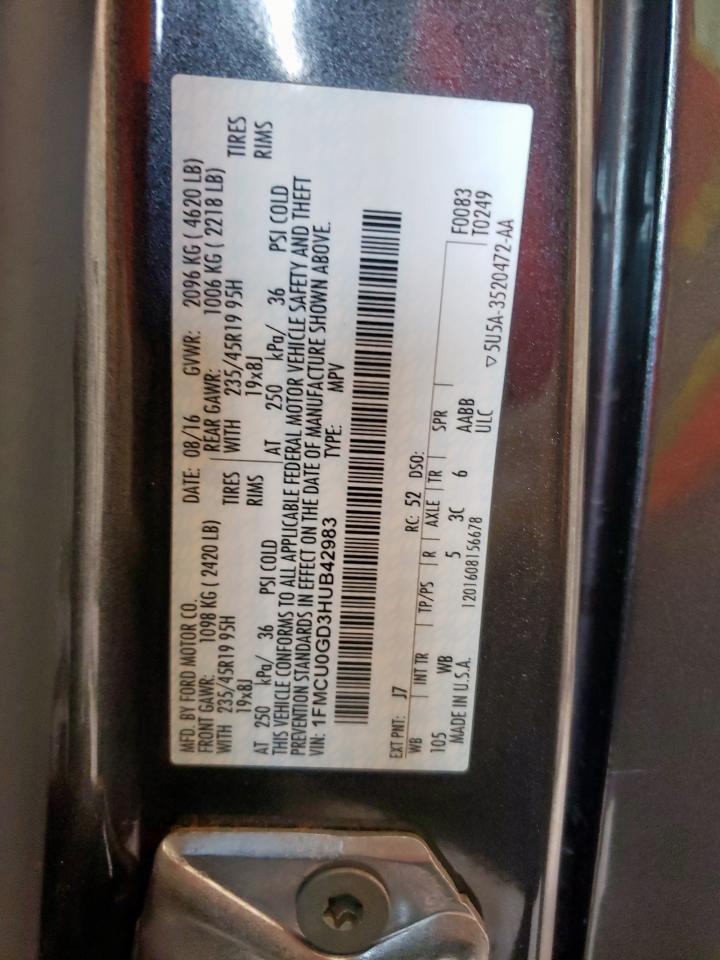 MFD. BY FORD MOTOR CO. DATE: 08/16 GVWR: 2096 KG ( 4620 LB)
FRONT GAWR: 1098 KG ( 2420 LB) REAR GAWR: 1006 KG ( 2218 LB)
WITH 235/45R19 95H TIRES WITH 235/45R19 95H TIRES
19x8J RIMS 19x8J RIMS
AT 250 kPa/ 36 PSI COLD AT 250 kPa/ 36 PSI COLD
THIS VEHICLE CONFORMS TO ALL APPLICABLE FEDERAL MOTOR VEHICLE SAFETY AND THEFT
PREVENTION STANDARDS IN EFFECT ON THE DATE OF MANUFACTURE SHOWN ABOVE.
VIN: 1FMCU0GD3HUB42983 TYPE: MPV
EXT PNT: J7 RC: 52 DSO: F0083
WB INT TR TP/PS R AXLE TR SPR T0249
105 WB 5 3C 6 AABB
MADE IN U.S.A. 1201608156678 ULC
▽5U5A-3520472-AA